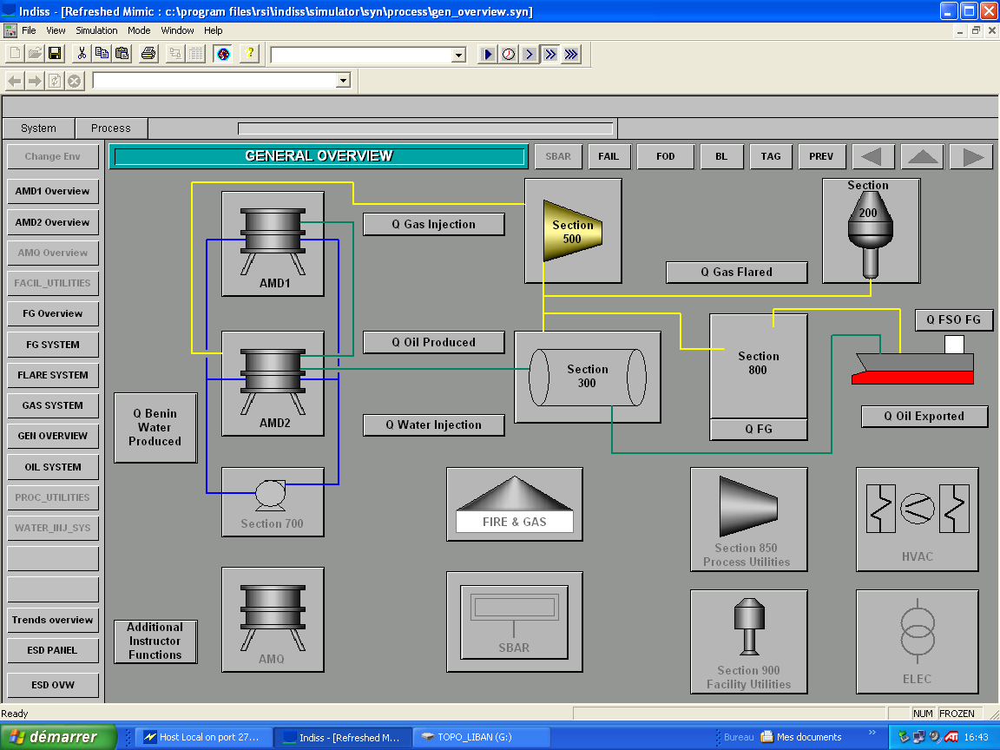 Indiss - [Refreshed Mimic : c:\program files\rsi\indiss\simulator\syn\process\gen_overview.syn]
File View Simulation Mode Window Help
System Process
Change Env
GENERAL OVERVIEW
SBAR FAIL FOD BL TAG PREV
AMD1 Overview
AMD2 Overview
AMQ Overview
FACIL_UTILITIES
FG Overview
FG SYSTEM
FLARE SYSTEM
GAS SYSTEM
GEN OVERVIEW
OIL SYSTEM
PROC_UTILITIES
WATER_INJ_SYS
Trends overview
ESD PANEL
ESD OVW
AMD1
Q Gas Injection
Section
500
Section
200
Q Gas Flared
AMD2
Q Oil Produced
Section
300
Section
800
Q FG
Q FSO FG
Q Oil Exported
Q Benin
Water
Produced
Q Water Injection
Section 700
FIRE & GAS
Section 850
Process Utilities
HVAC
Additional
Instructor
Functions
AMQ
SBAR
Section 900
Facility Utilities
ELEC
Ready
NUM FROZEN
démarrer
Host Local on port 27...
Indiss - [Refreshed M...
TOPO_LIBAN (G:)
Bureau
Mes documents
16:43